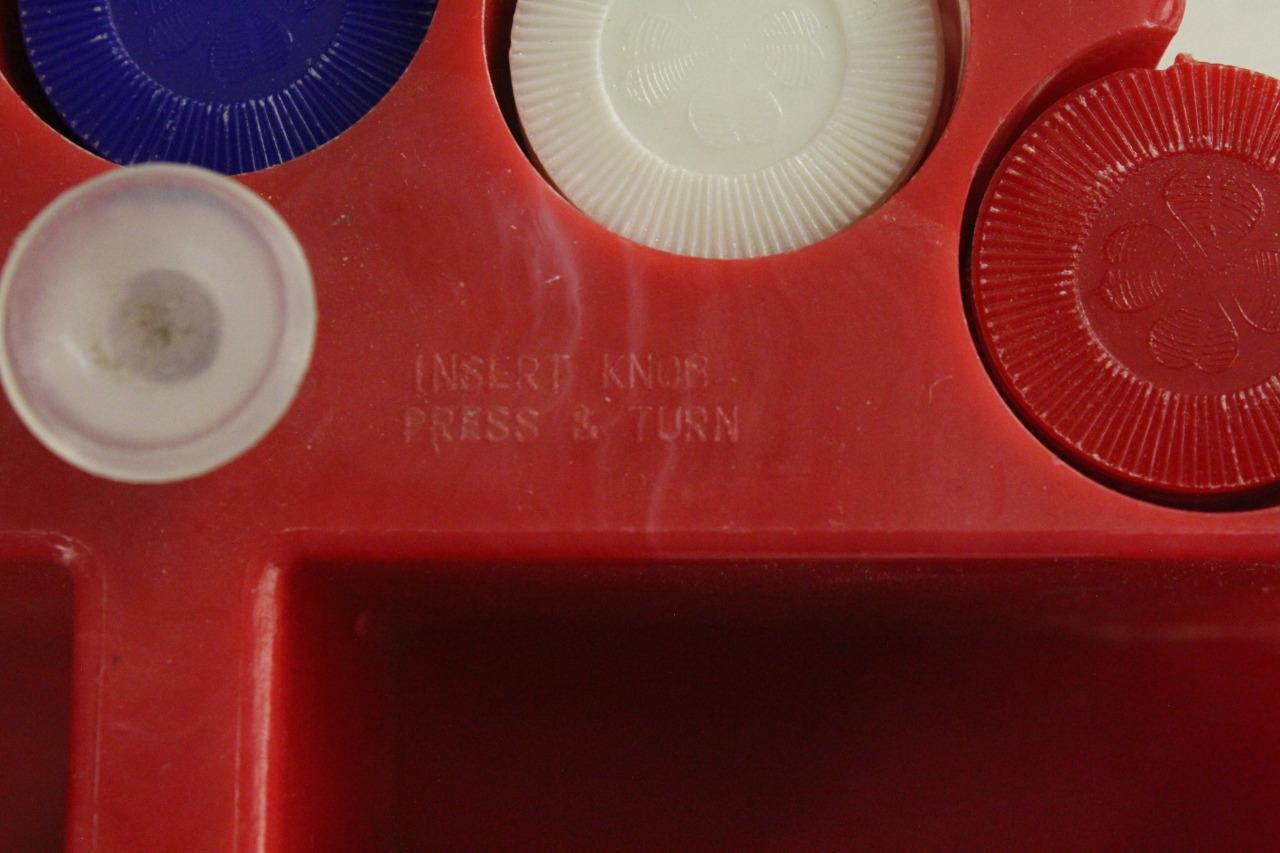 INSERT KNOB-
PRESS & TURN